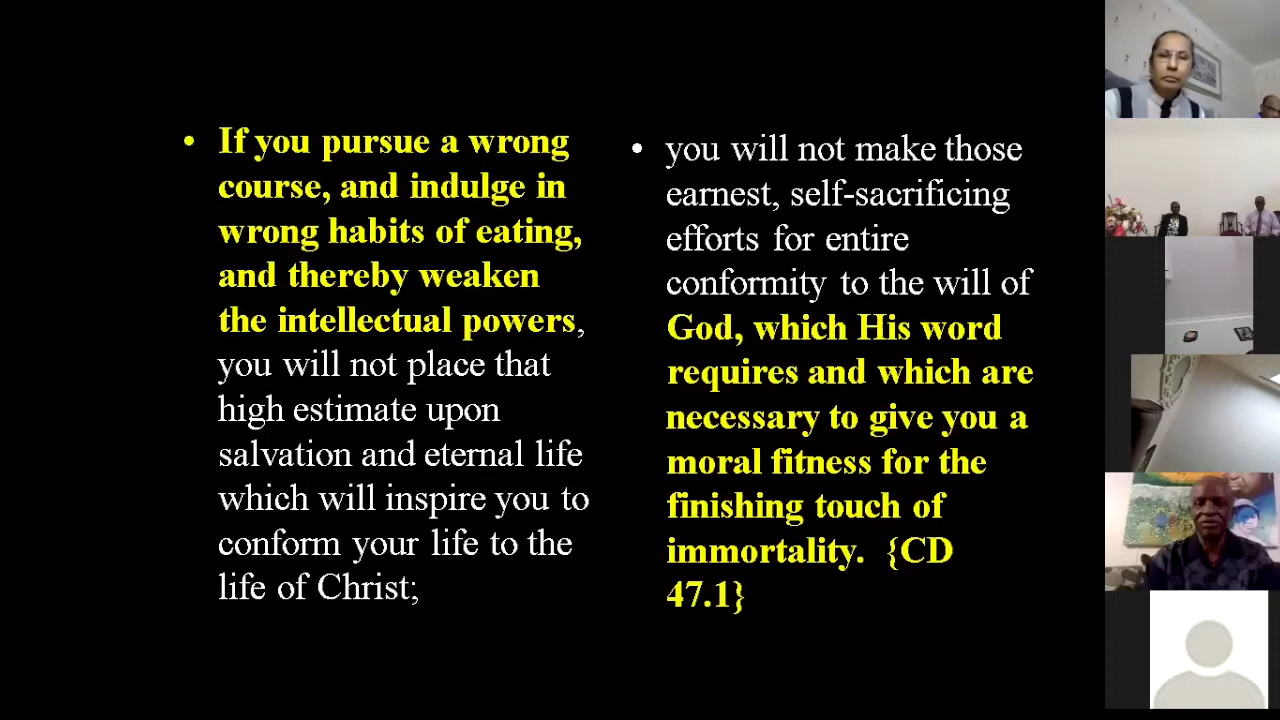 • If you pursue a wrong
course, and indulge in
wrong habits of eating,
and thereby weaken
the intellectual powers,
you will not place that
high estimate upon
salvation and eternal life
which will inspire you to
conform your life to the
life of Christ;
• you will not make those
earnest, self-sacrificing
efforts for entire
conformity to the will of
God, which His word
requires and which are
necessary to give you a
moral fitness for the
finishing touch of
immortality. {CD
47.1}